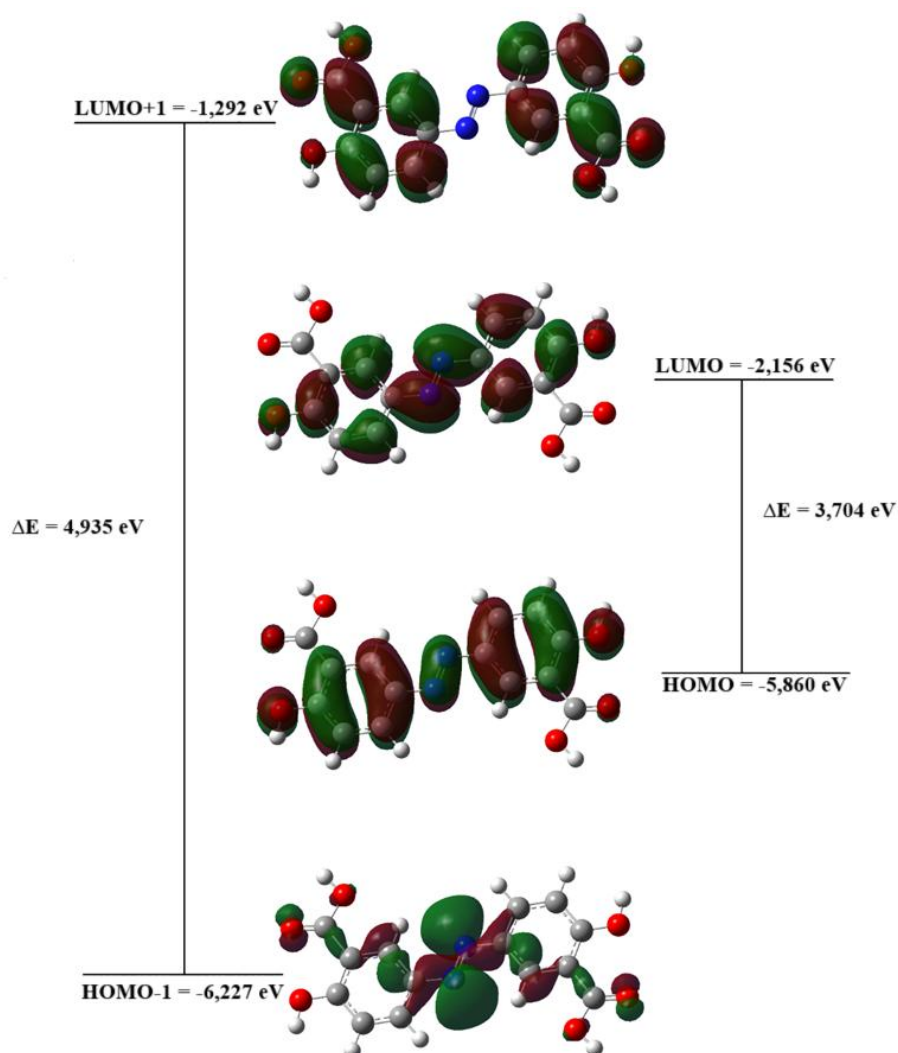 LUMO+1 = -1,292 eV
LUMO = -2,156 eV
ΔE = 4,935 eV
ΔE = 3,704 eV
HOMO = -5,860 eV
HOMO-1 = -6,227 eV